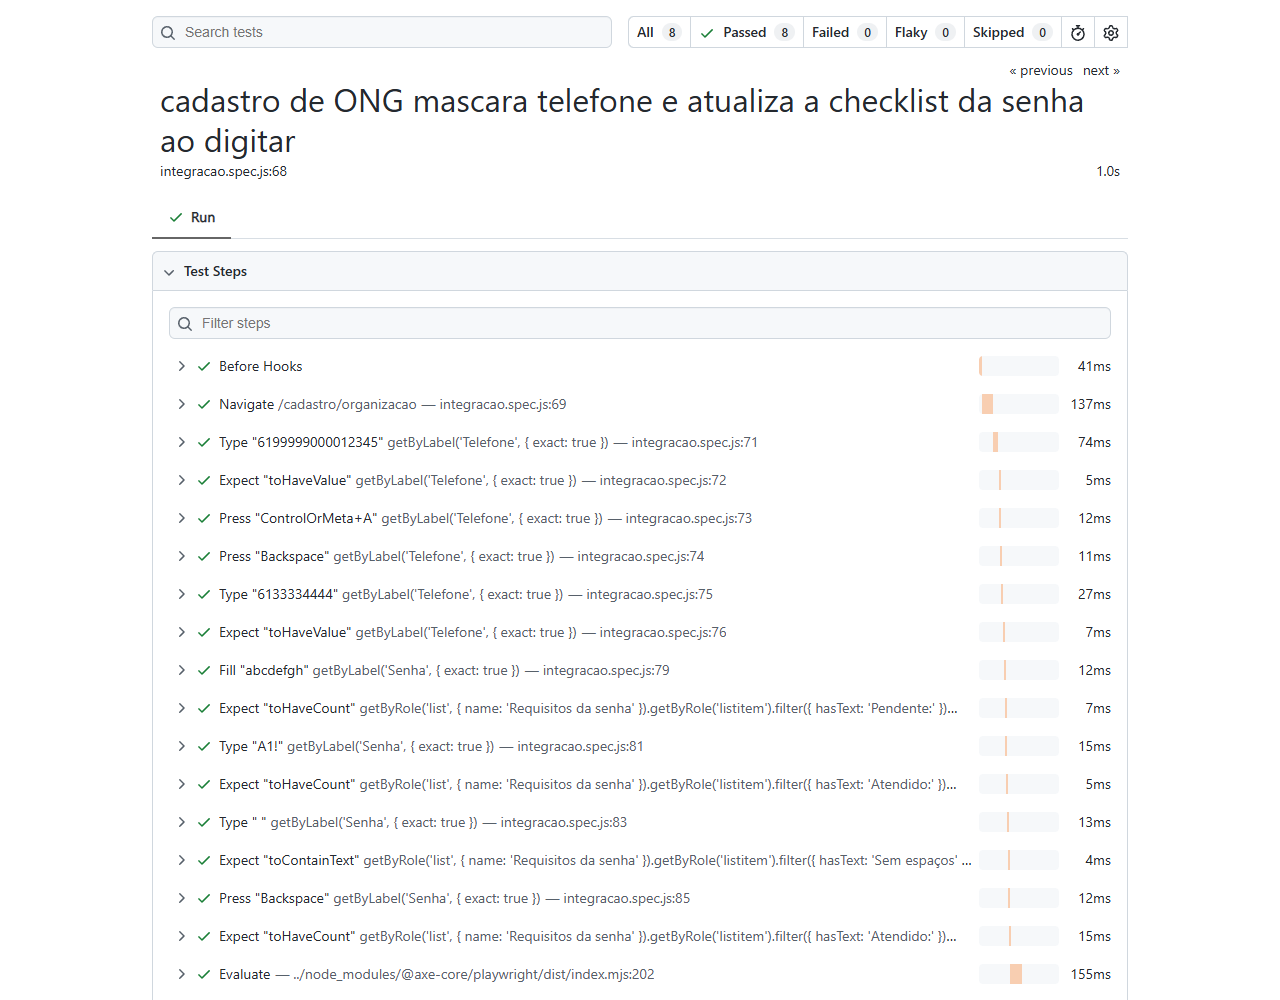 Search tests
All 8
Passed 8
Failed 0
Flaky 0
Skipped 0
« previous next »
cadastro de ONG mascara telefone e atualiza a checklist da senha
ao digitar
integracao.spec.js:68
1.0s
Run
Test Steps
Filter steps
Before Hooks 41ms
Navigate /cadastro/organizacao — integracao.spec.js:69 137ms
Type "6199999000012345" getByLabel('Telefone', { exact: true }) — integracao.spec.js:71 74ms
Expect "toHaveValue" getByLabel('Telefone', { exact: true }) — integracao.spec.js:72 5ms
Press "ControlOrMeta+A" getByLabel('Telefone', { exact: true }) — integracao.spec.js:73 12ms
Press "Backspace" getByLabel('Telefone', { exact: true }) — integracao.spec.js:74 11ms
Type "6133334444" getByLabel('Telefone', { exact: true }) — integracao.spec.js:75 27ms
Expect "toHaveValue" getByLabel('Telefone', { exact: true }) — integracao.spec.js:76 7ms
Fill "abcdefgh" getByLabel('Senha', { exact: true }) — integracao.spec.js:79 12ms
Expect "toHaveCount" getByRole('list', { name: 'Requisitos da senha' }).getByRole('listitem').filter({ hasText: 'Pendente:' })... 7ms
Type "A1!" getByLabel('Senha', { exact: true }) — integracao.spec.js:81 15ms
Expect "toHaveCount" getByRole('list', { name: 'Requisitos da senha' }).getByRole('listitem').filter({ hasText: 'Atendido:' })... 5ms
Type " " getByLabel('Senha', { exact: true }) — integracao.spec.js:83 13ms
Expect "toContainText" getByRole('list', { name: 'Requisitos da senha' }).getByRole('listitem').filter({ hasText: 'Sem espaços' ... 4ms
Press "Backspace" getByLabel('Senha', { exact: true }) — integracao.spec.js:85 12ms
Expect "toHaveCount" getByRole('list', { name: 'Requisitos da senha' }).getByRole('listitem').filter({ hasText: 'Atendido:' })... 15ms
Evaluate — ../node_modules/@axe-core/playwright/dist/index.mjs:202 155ms